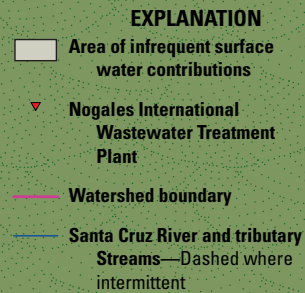 EXPLANATION
Area of infrequent surface
water contributions
Nogales International
Wastewater Treatment
Plant
Watershed boundary
Santa Cruz River and tributary
Streams—Dashed where
intermittent